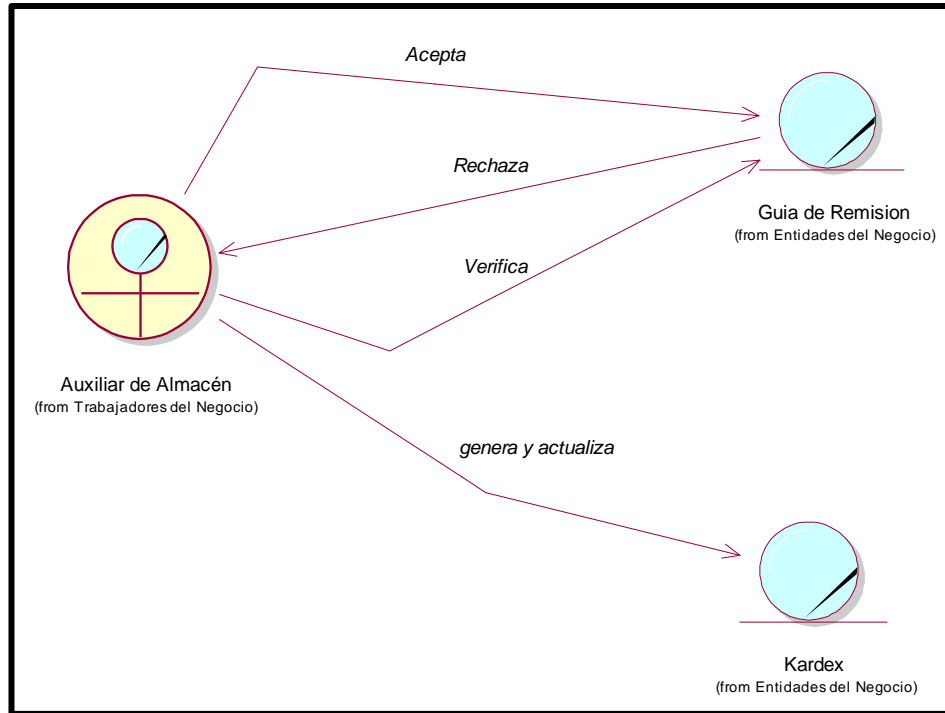 Acepta
Rechaza
Guia de Remision
(from Entidades del Negocio)
Verifica
Auxiliar de Almacén
(from Trabajadores del Negocio)
genera y actualiza
Kardex
(from Entidades del Negocio)